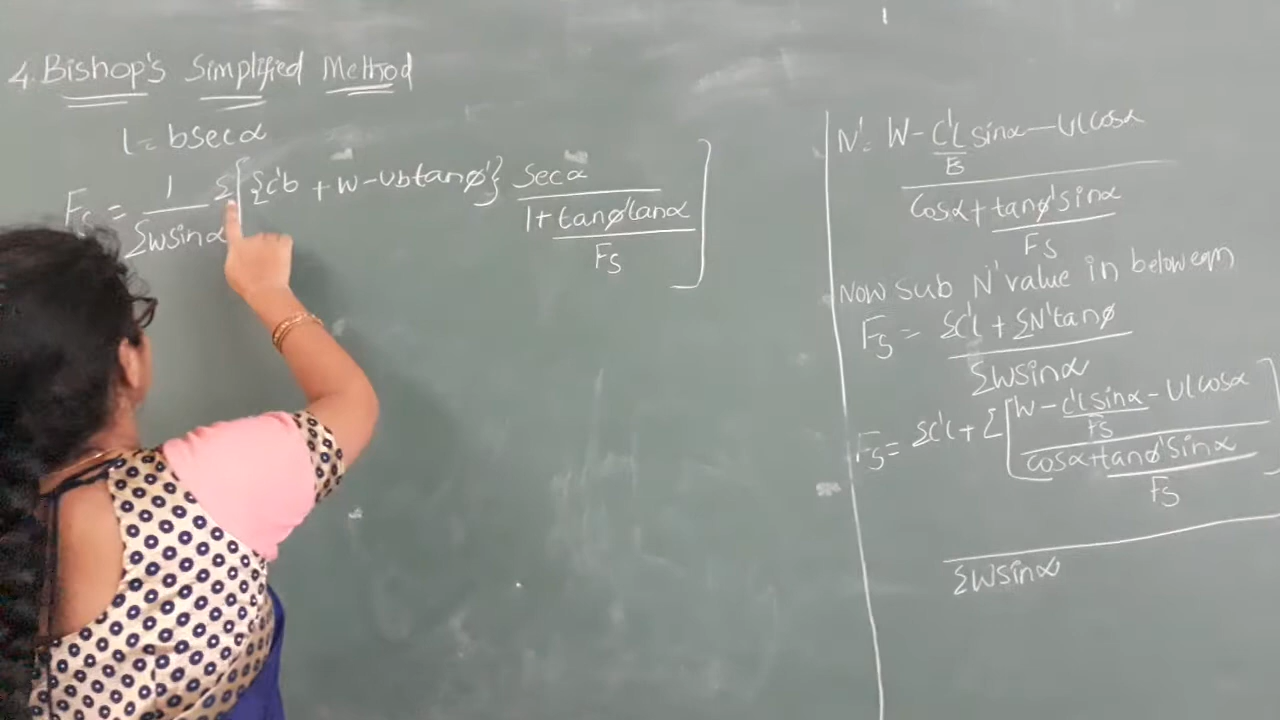 4. Bishop's Simplified Method
l = bsecα
Fs = 1 / ΣWsinα Σ[{c'b + W-Ubtanφ'} secα / 1+ tanφ'tanα / Fs]
N' = W - C'l / Fs sinα - Ulcosα
cosα + tanφ'sinα / Fs
Now sub N' value in below eqn
Fs = ΣC'l + ΣN'tanφ
ΣWsinα
Fs = ΣC'l + Σ[W - C'lsinα / Fs - Ulcosα
cosα+tanφ'sinα / Fs]
ΣWsinα